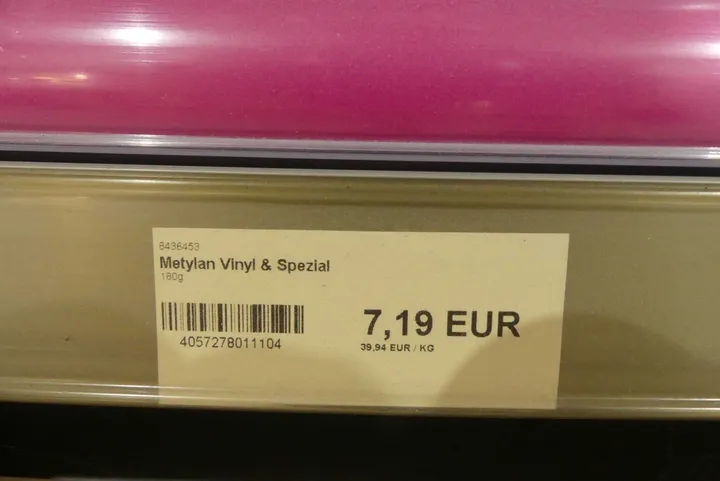 8436453
Metylan Vinyl & Spezial
180g
4057278011104
7,19 EUR
39,94 EUR / KG